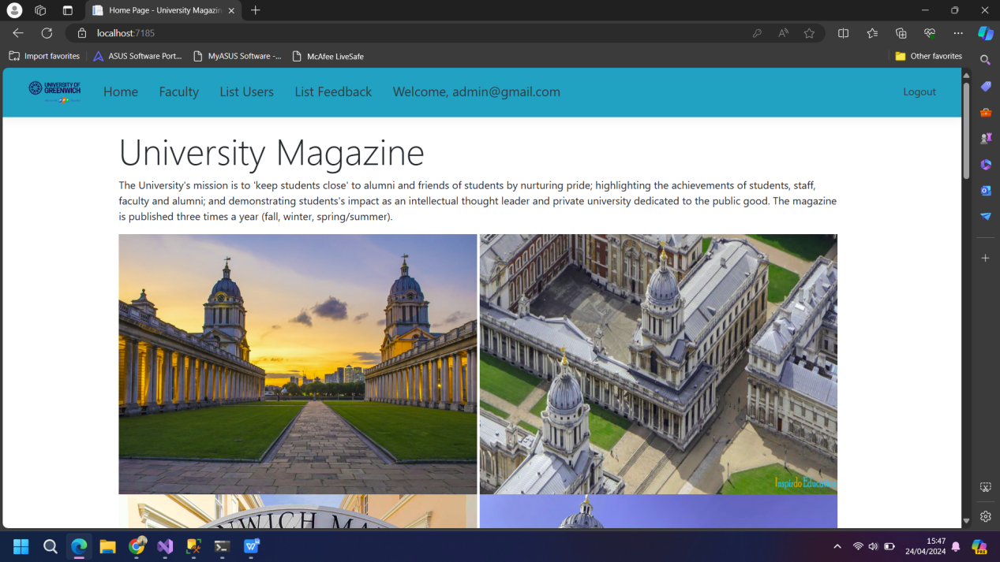 Home Page - University Magazin
localhost:7185
Import favorites
ASUS Software Port...
MyASUS Software -...
McAfee LiveSafe
Other favorites
UNIVERSITY OF
GREENWICH
Home
Faculty
List Users
List Feedback
Welcome, admin@gmail.com
Logout
University Magazine
The University's mission is to 'keep students close' to alumni and friends of students by nurturing pride; highlighting the achievements of students, staff,
faculty and alumni; and demonstrating students's impact as an intellectual thought leader and private university dedicated to the public good. The magazine
is published three times a year (fall, winter, spring/summer).
Inspirdo Education
15:47
24/04/2024
PRE